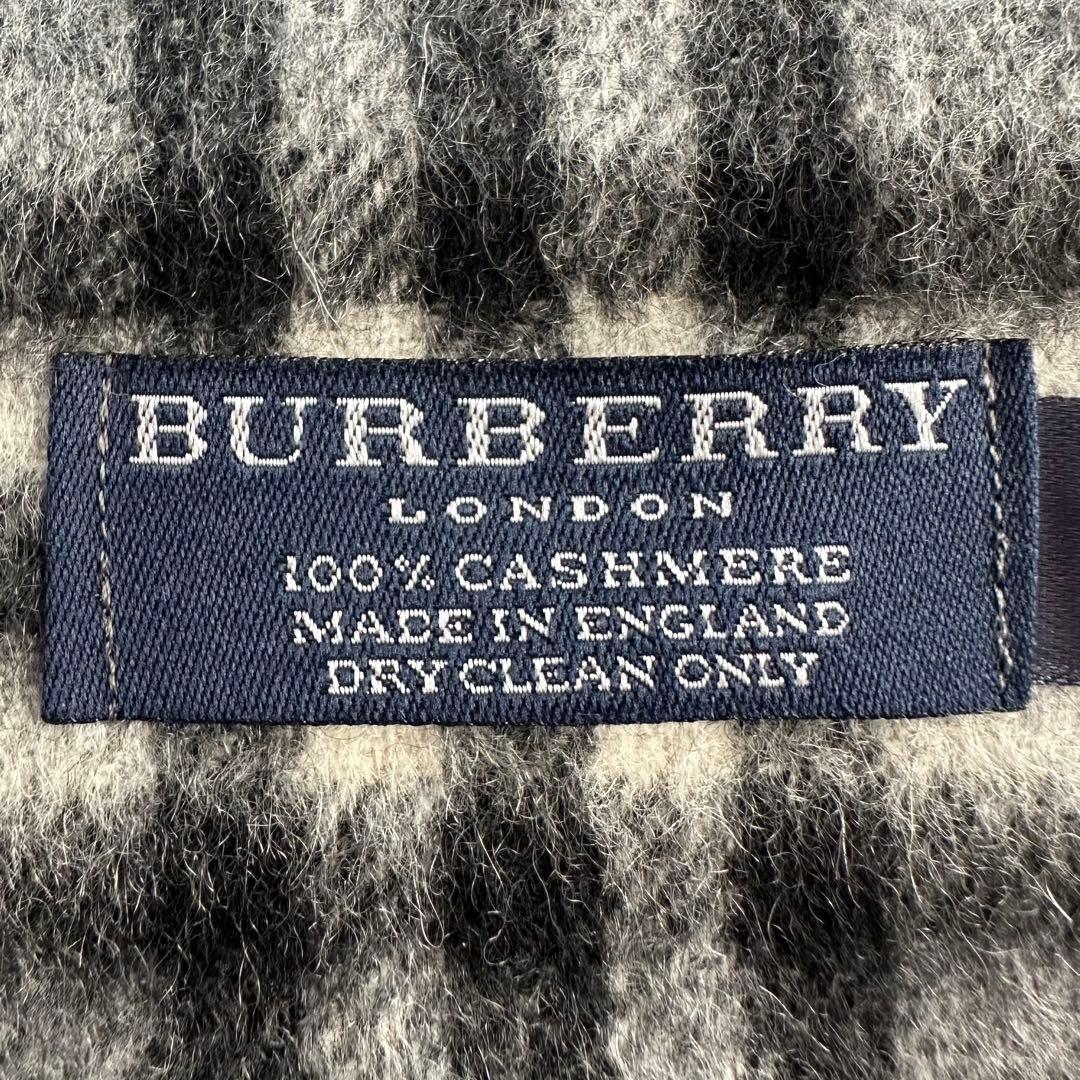 BURBERRY
LONDON
100% CASHMERE
MADE IN ENGLAND
DRY CLEAN ONLY